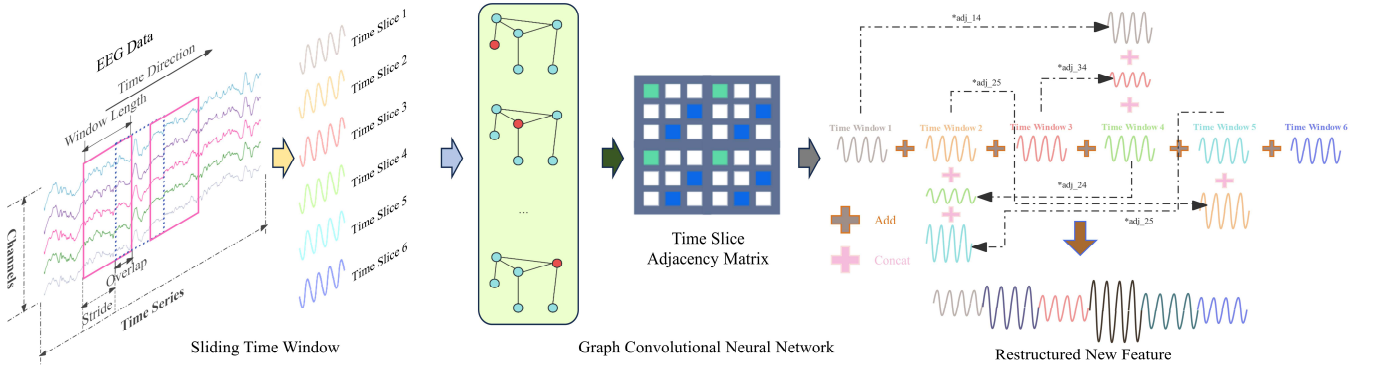 EEG Data
Time Direction
Window Length
Channels
Overlap
Stride
Time Series
Time Slice 1
Time Slice 2
Time Slice 3
Time Slice 4
Time Slice 5
Time Slice 6
Sliding Time Window
...
Graph Convolutional Neural Network
Time Slice
Adjacency Matrix
*adj_14
*adj_34
*adj_25
Time Window 1
Time Window 2
Time Window 3
Time Window 4
Time Window 5
Time Window 6
*adj_24
*adj_25
Add
Concat
Restructured New Feature